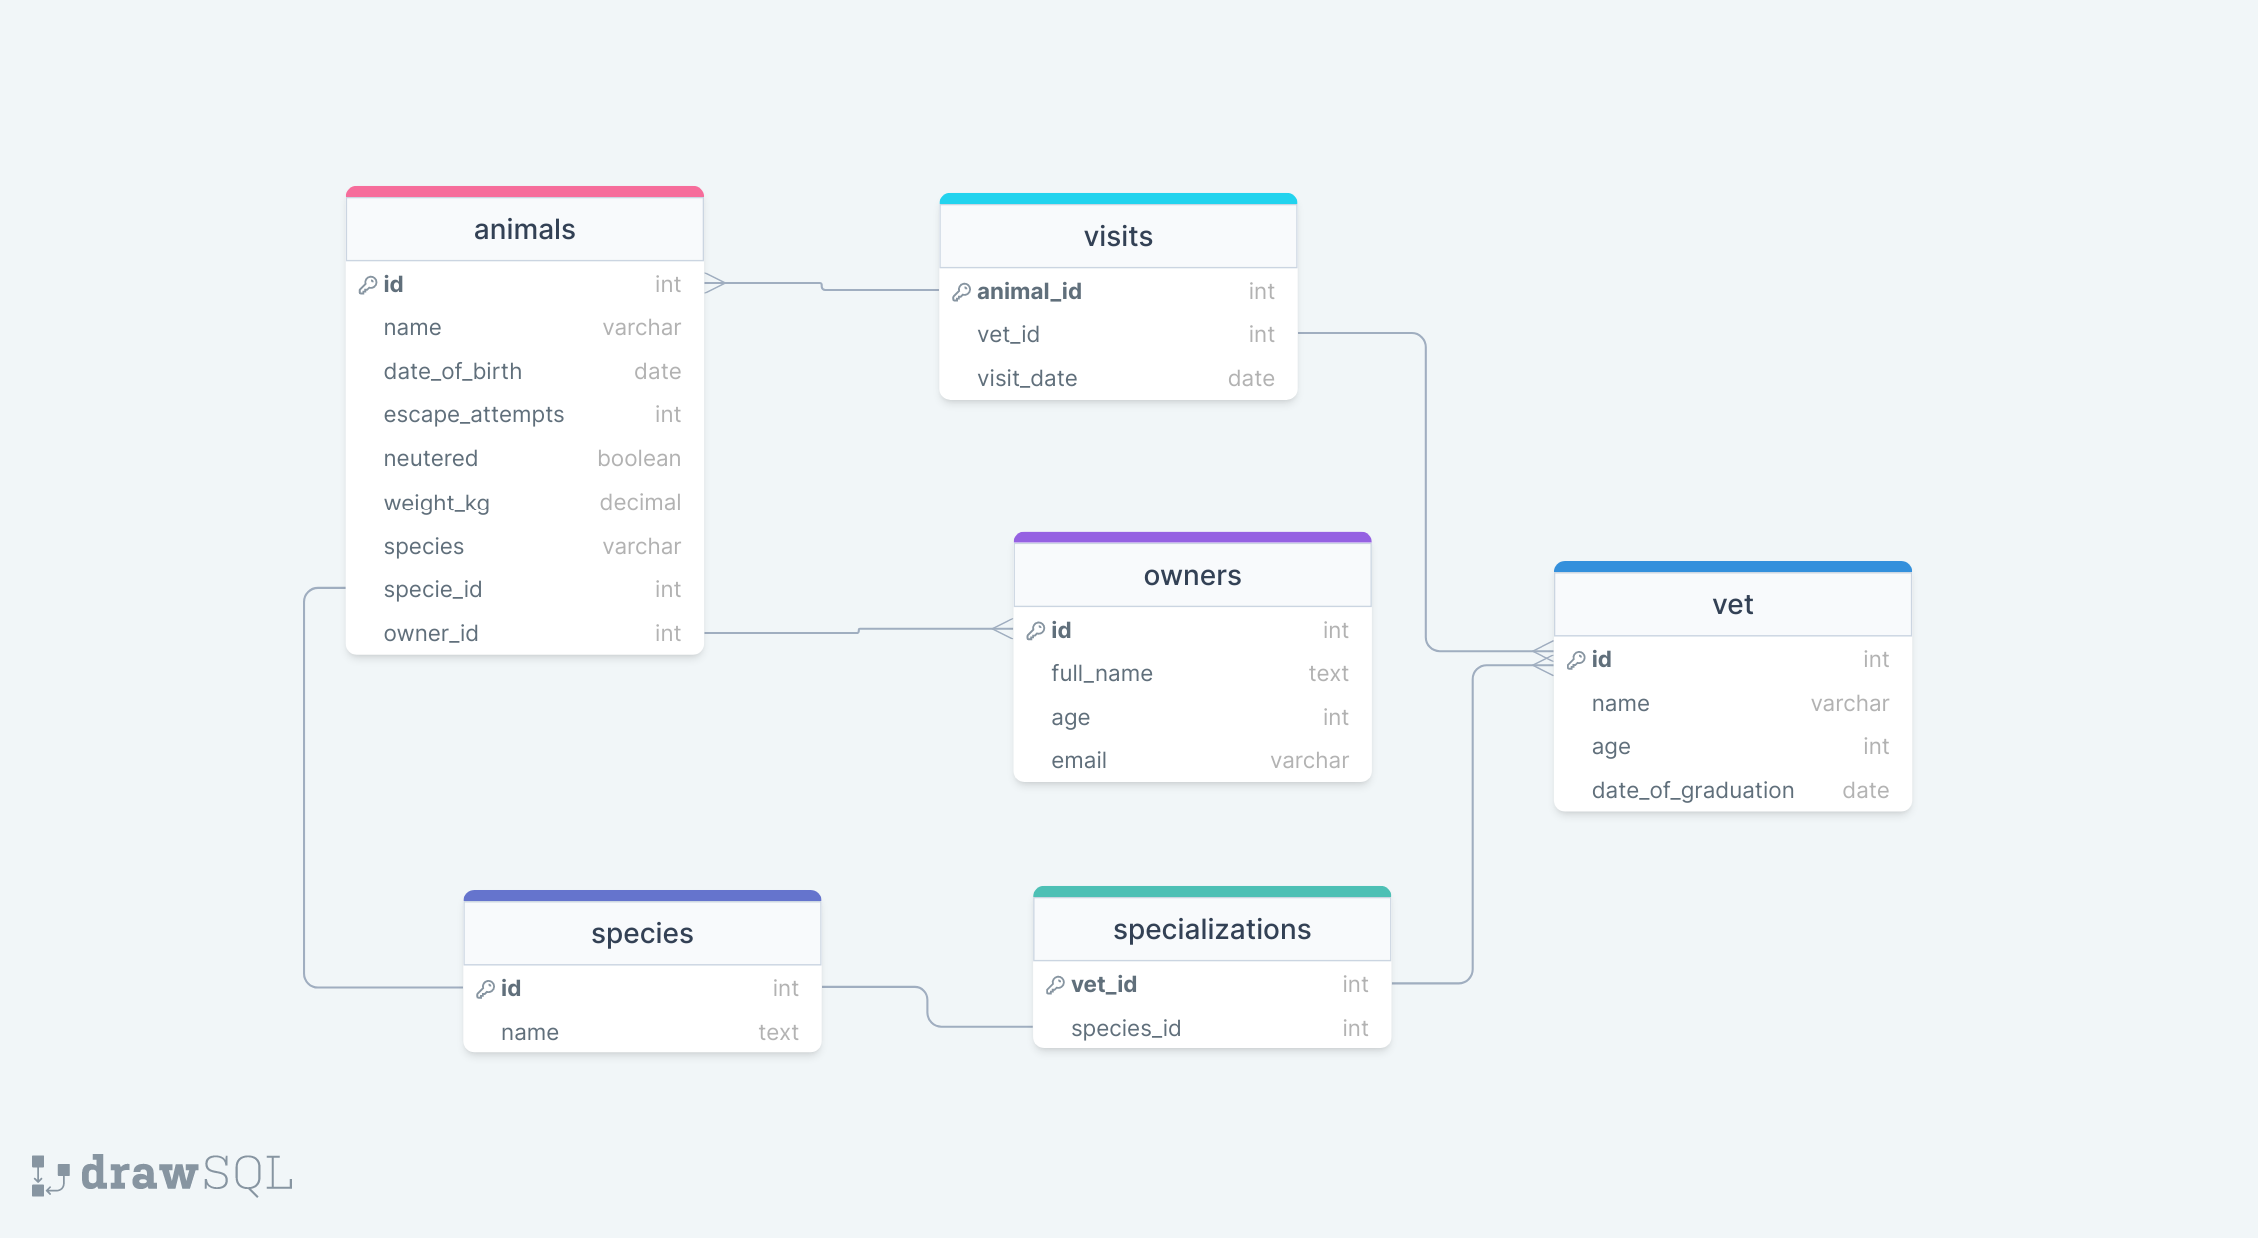 animals
id int
name varchar
date_of_birth date
escape_attempts int
neutered boolean
weight_kg decimal
species varchar
specie_id int
owner_id int
visits
animal_id int
vet_id int
visit_date date
owners
id int
full_name text
age int
email varchar
vet
id int
name varchar
age int
date_of_graduation date
species
id int
name text
specializations
vet_id int
species_id int
drawSQL